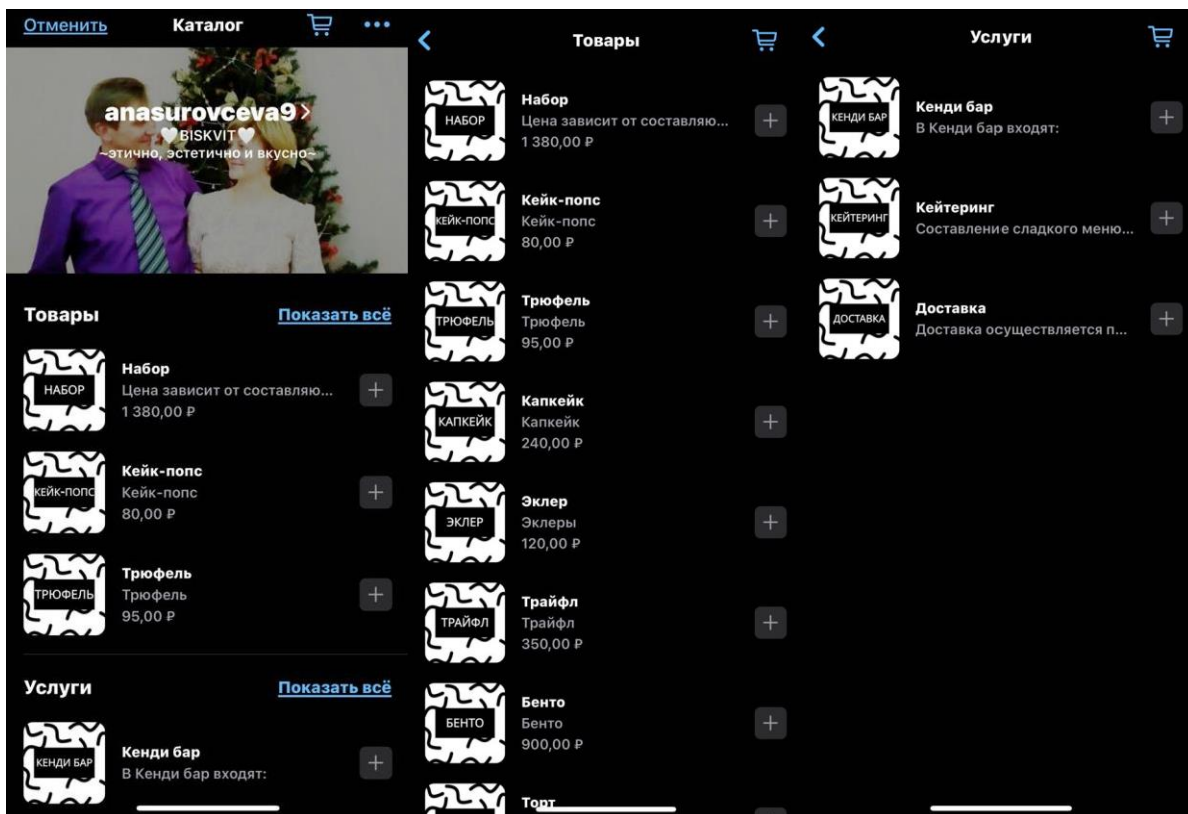 Отменить Каталог
anasurovceva9 >
🤍BISKVIT🤍
~этично, эстетично и вкусно~
Товары Показать всё
НАБОР
Набор
Цена зависит от составляю...
1 380,00 ₽
КЕЙК-ПОПС
Кейк-попс
Кейк-попс
80,00 ₽
ТРЮФЕЛЬ
Трюфель
Трюфель
95,00 ₽
Услуги Показать всё
КЕНДИ БАР
Кенди бар
В Кенди бар входят:
Товары
НАБОР
Набор
Цена зависит от составляю...
1 380,00 ₽
КЕЙК-ПОПС
Кейк-попс
Кейк-попс
80,00 ₽
ТРЮФЕЛЬ
Трюфель
Трюфель
95,00 ₽
КАПКЕЙК
Капкейк
Капкейк
240,00 ₽
ЭКЛЕР
Эклер
Эклеры
120,00 ₽
ТРАЙФЛ
Трайфл
Трайфл
350,00 ₽
БЕНТО
Бенто
Бенто
900,00 ₽
Торт
Услуги
КЕНДИ БАР
Кенди бар
В Кенди бар входят:
КЕЙТЕРИНГ
Кейтеринг
Составление сладкого меню...
ДОСТАВКА
Доставка
Доставка осуществляется п...